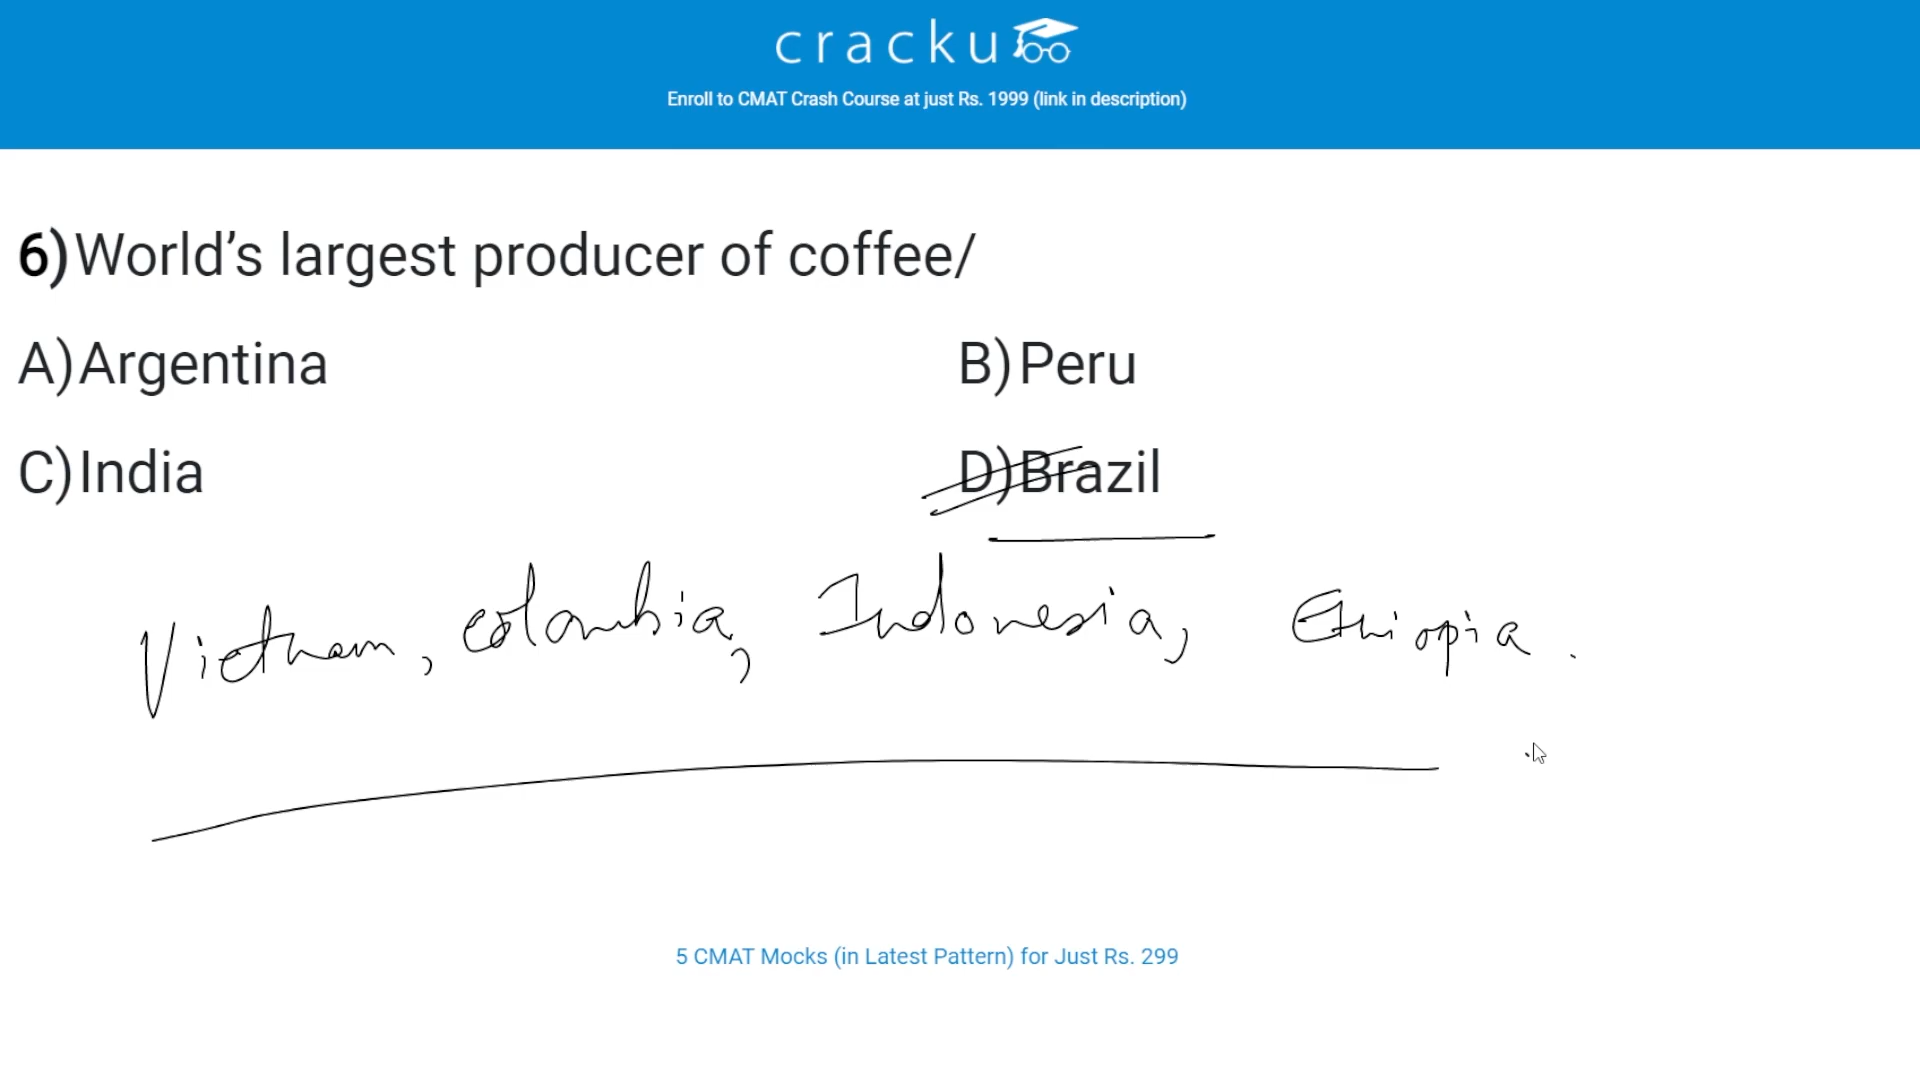 cracku
Enroll to CMAT Crash Course at just Rs. 1999 (link in description)
6) World's largest producer of coffee/
A) Argentina B) Peru
C) India D) Brazil
Vietnam, colombia, Indonesia, Ethiopia.
5 CMAT Mocks (in Latest Pattern) for Just Rs. 299